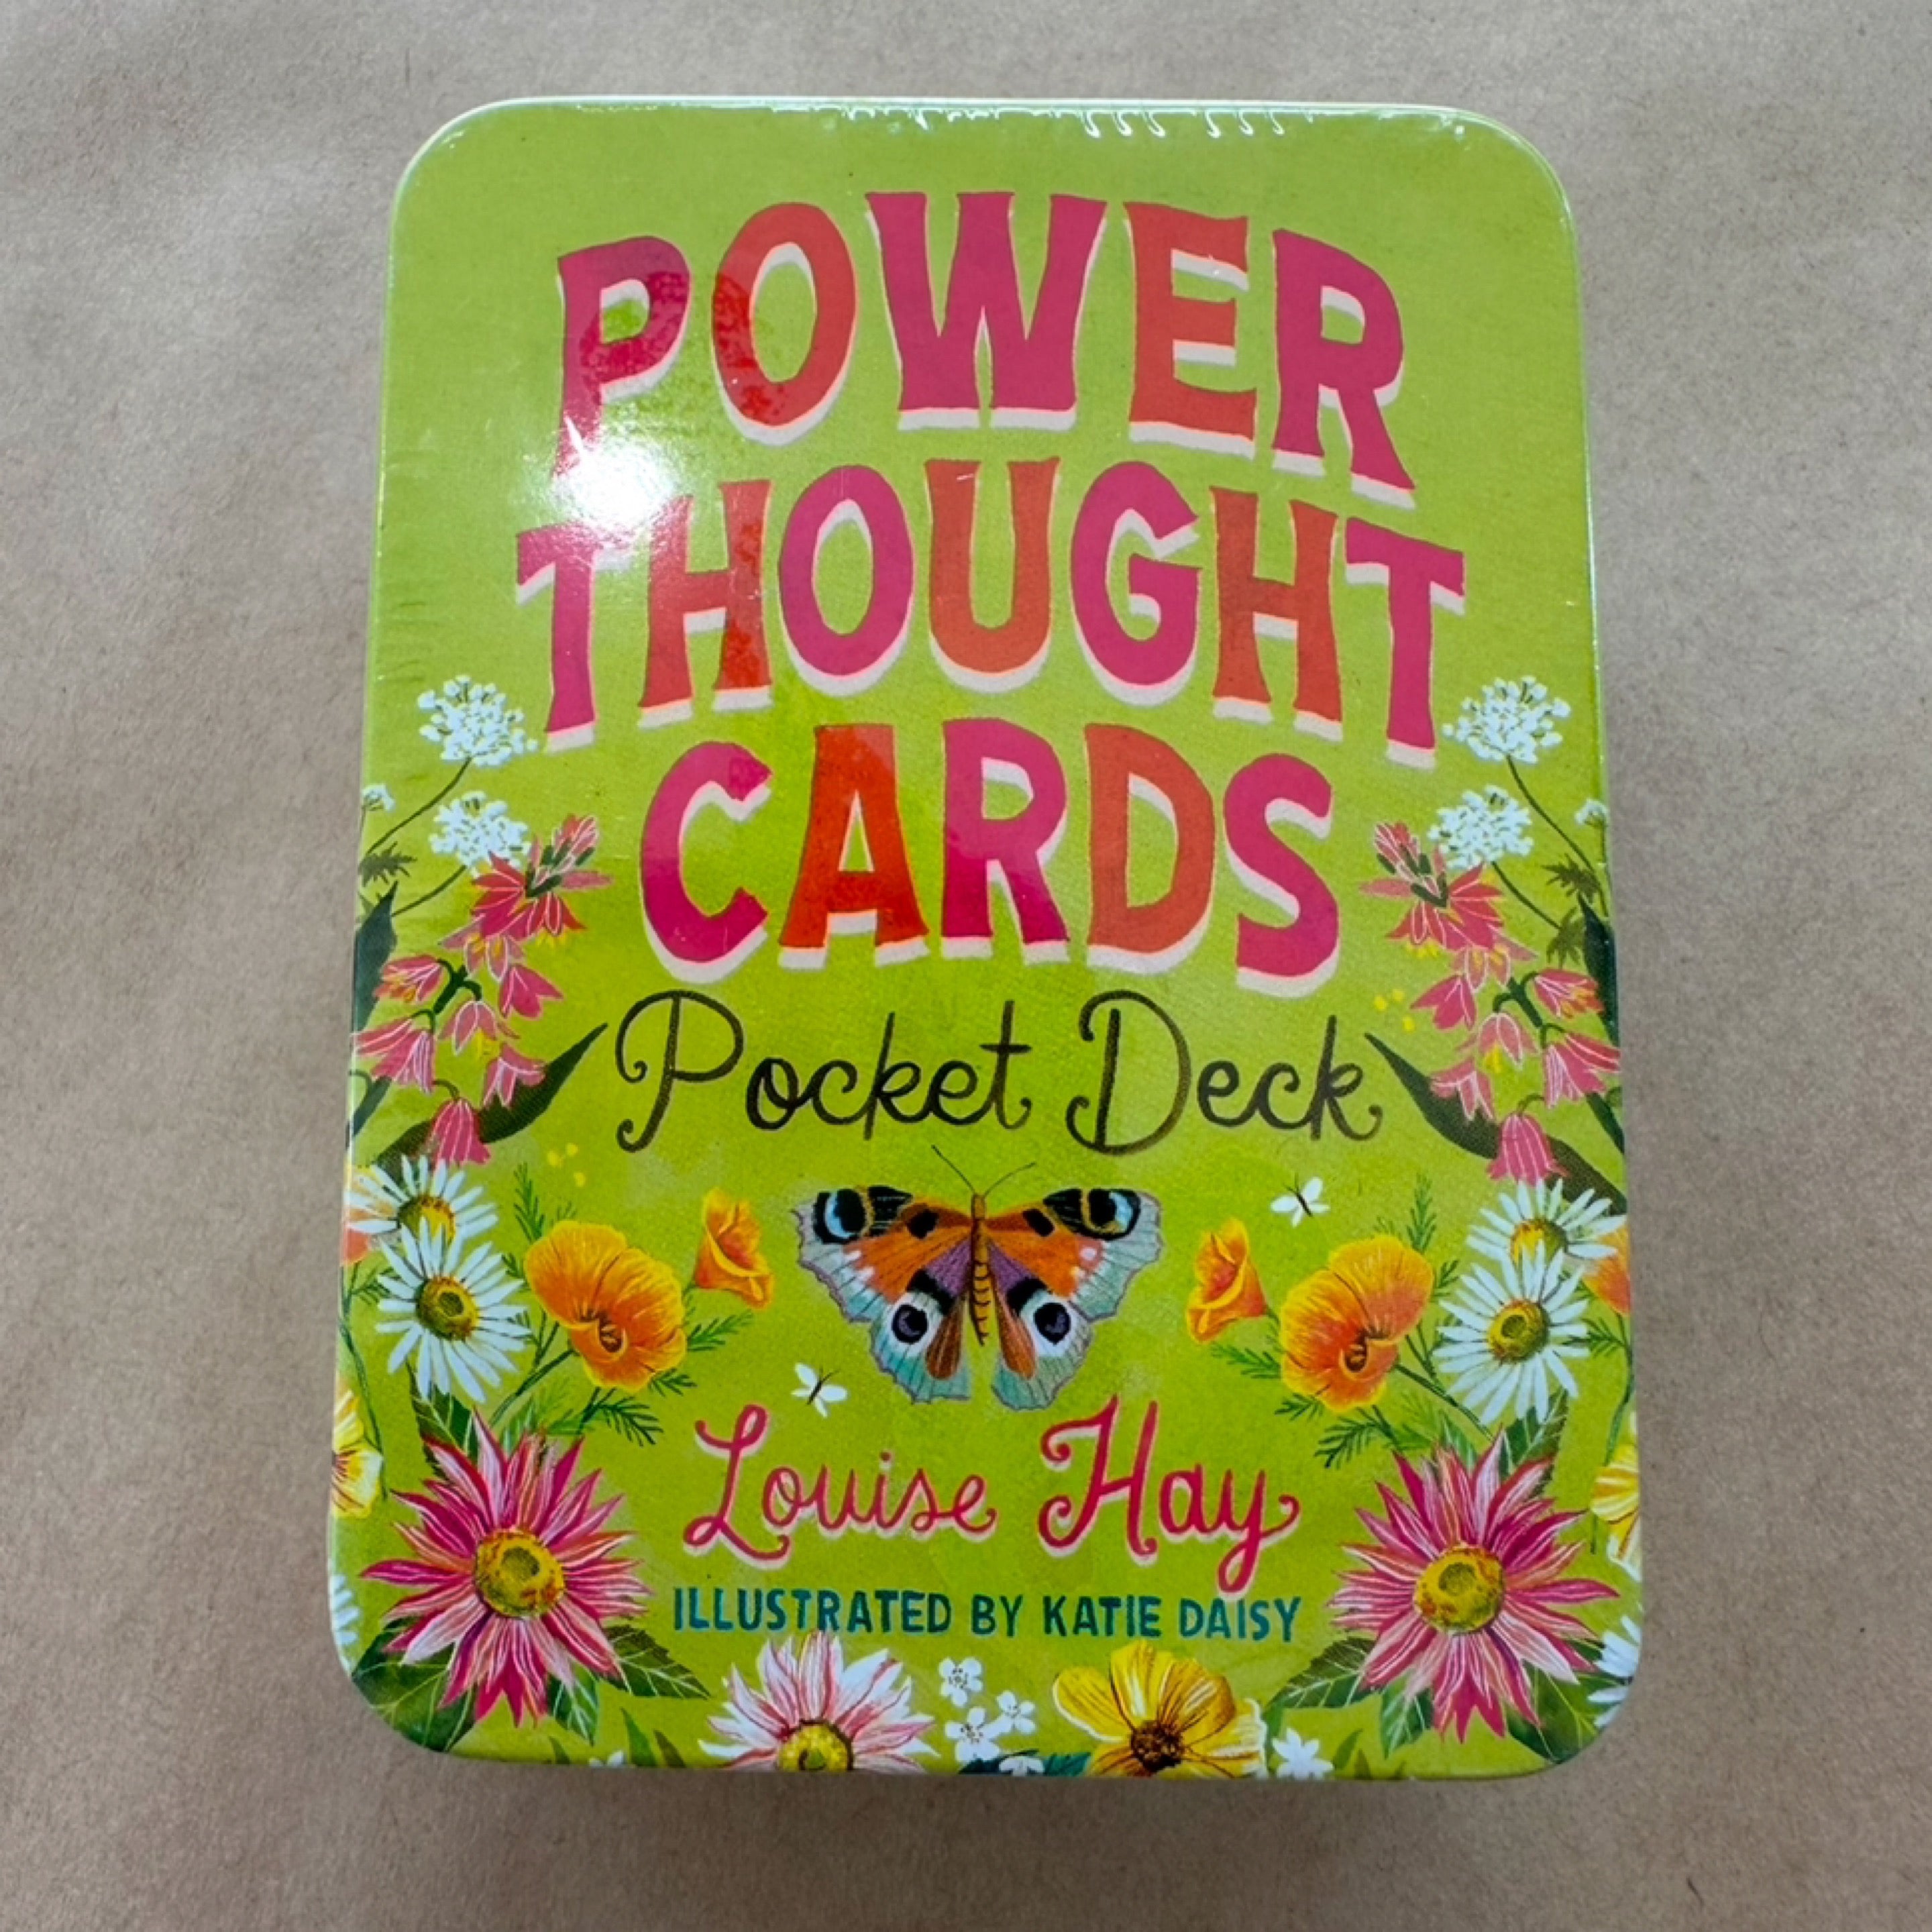 POWER
THOUGHT
CARDS
Pocket Deck
Louise Hay
ILLUSTRATED BY KATIE DAISY